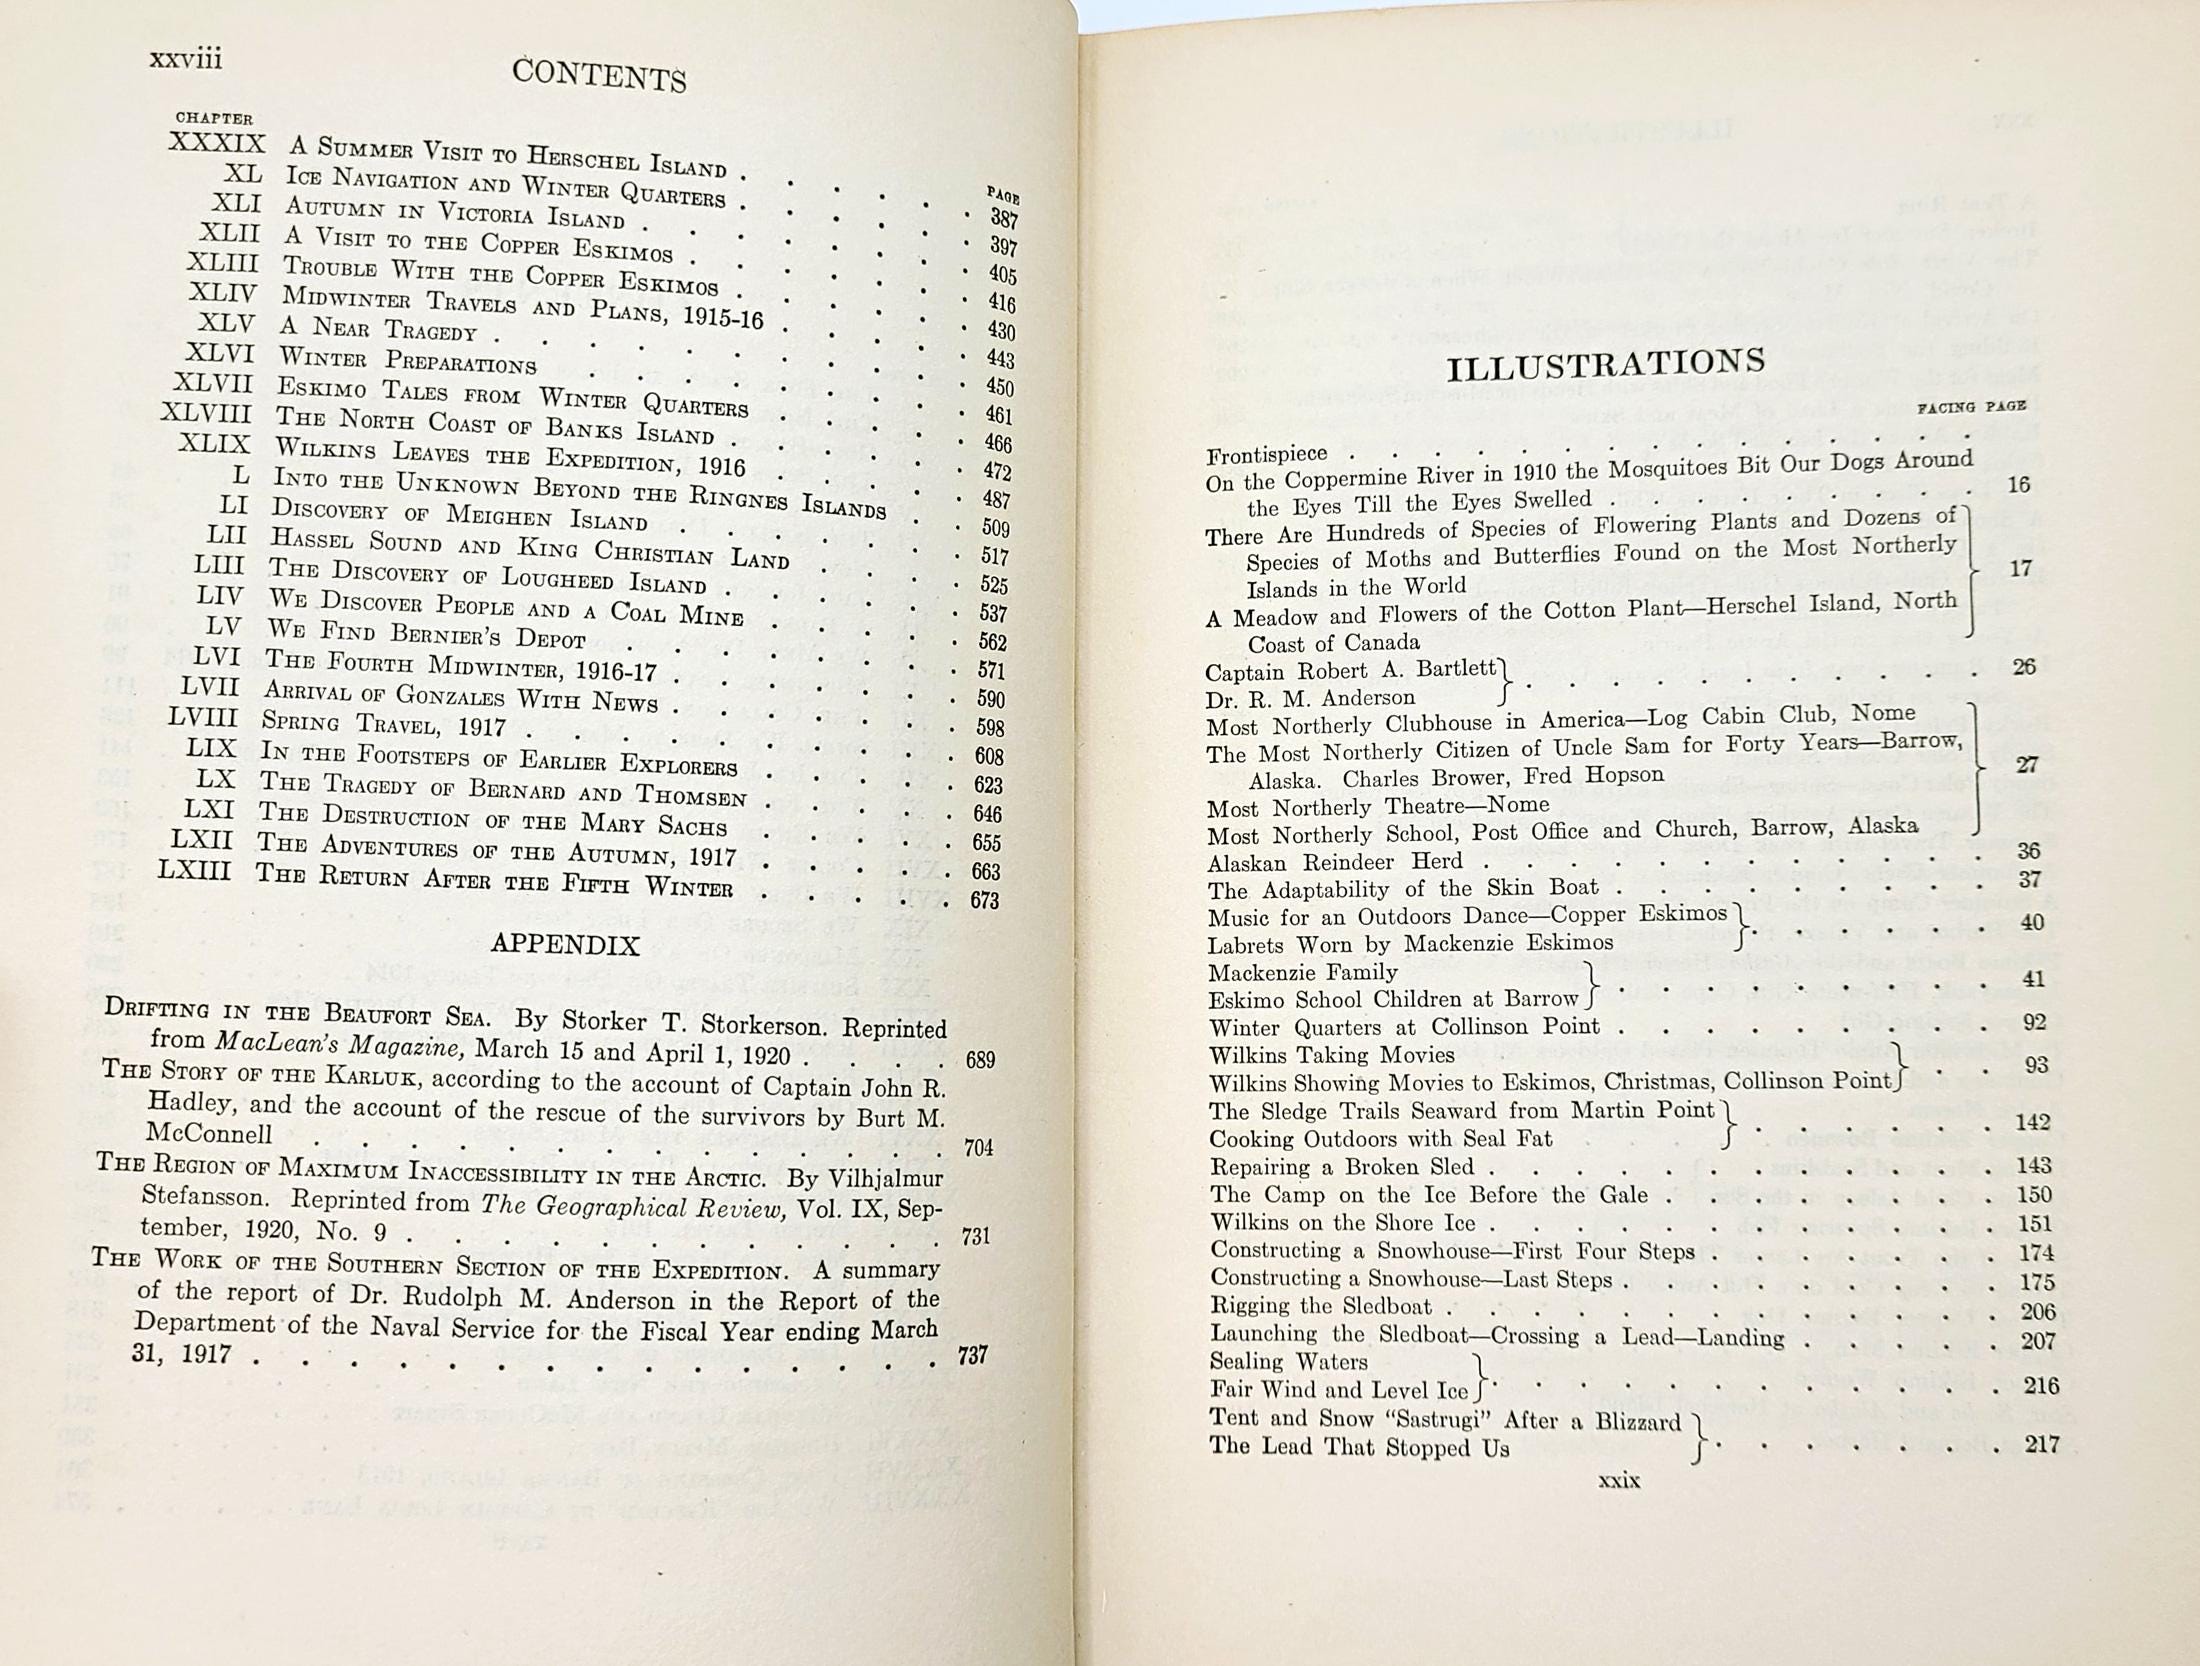 xxviii CONTENTS
CHAPTER PAGE
XXXIX A SUMMER VISIT TO HERSCHEL ISLAND . . . . . . 387
XL ICE NAVIGATION AND WINTER QUARTERS . . . . . . 397
XLI AUTUMN IN VICTORIA ISLAND . . . . . . . . 405
XLII A VISIT TO THE COPPER ESKIMOS . . . . . . . 416
XLIII TROUBLE WITH THE COPPER ESKIMOS . . . . . . 430
XLIV MIDWINTER TRAVELS AND PLANS, 1915-16 . . . . . 443
XLV A NEAR TRAGEDY . . . . . . . . . . . 450
XLVI WINTER PREPARATIONS . . . . . . . . . 461
XLVII ESKIMO TALES FROM WINTER QUARTERS . . . . . 466
XLVIII THE NORTH COAST OF BANKS ISLAND . . . . . . 472
XLIX WILKINS LEAVES THE EXPEDITION, 1916 . . . . . 487
L INTO THE UNKNOWN BEYOND THE RINGNES ISLANDS . . 509
LI DISCOVERY OF MEIGHEN ISLAND . . . . . . . 517
LII HASSEL SOUND AND KING CHRISTIAN LAND . . . . 525
LIII THE DISCOVERY OF LOUGHEED ISLAND . . . . . . 537
LIV WE DISCOVER PEOPLE AND A COAL MINE . . . . . 562
LV WE FIND BERNIER'S DEPOT . . . . . . . . 571
LVI THE FOURTH MIDWINTER, 1916-17 . . . . . . . 590
LVII ARRIVAL OF GONZALES WITH NEWS . . . . . . . 598
LVIII SPRING TRAVEL, 1917 . . . . . . . . . . 608
LIX IN THE FOOTSTEPS OF EARLIER EXPLORERS . . . . . 623
LX THE TRAGEDY OF BERNARD AND THOMSEN . . . . . 646
LXI THE DESTRUCTION OF THE MARY SACHS . . . . . 655
LXII THE ADVENTURES OF THE AUTUMN, 1917 . . . . . 663
LXIII THE RETURN AFTER THE FIFTH WINTER . . . . . 673
APPENDIX
DRIFTING IN THE BEAUFORT SEA. By Storker T. Storkerson. Reprinted
from MacLean's Magazine, March 15 and April 1, 1920 . . . . 689
THE STORY OF THE KARLUK, according to the account of Captain John R.
Hadley, and the account of the rescue of the survivors by Burt M.
McConnell . . . . . . . . . . . . . . 704
THE REGION OF MAXIMUM INACCESSIBILITY IN THE ARCTIC. By Vilhjalmur
Stefansson. Reprinted from The Geographical Review, Vol. IX, Sep-
tember, 1920, No. 9 . . . . . . . . . . . . 731
THE WORK OF THE SOUTHERN SECTION OF THE EXPEDITION. A summary
of the report of Dr. Rudolph M. Anderson in the Report of the
Department of the Naval Service for the Fiscal Year ending March
31, 1917 . . . . . . . . . . . . . . 737
ILLUSTRATIONS
FACING PAGE
Frontispiece . . . . . . . . . . . . . . .
On the Coppermine River in 1910 the Mosquitoes Bit Our Dogs Around
the Eyes Till the Eyes Swelled . . . . . . . . . 16
There Are Hundreds of Species of Flowering Plants and Dozens of
Species of Moths and Butterflies Found on the Most Northerly
Islands in the World 17
A Meadow and Flowers of the Cotton Plant—Herschel Island, North
Coast of Canada
Captain Robert A. Bartlett . . . . . . . . . . . 26
Dr. R. M. Anderson
Most Northerly Clubhouse in America—Log Cabin Club, Nome
The Most Northerly Citizen of Uncle Sam for Forty Years—Barrow,
Alaska. Charles Brower, Fred Hopson 27
Most Northerly Theatre—Nome
Most Northerly School, Post Office and Church, Barrow, Alaska
Alaskan Reindeer Herd . . . . . . . . . . . . 36
The Adaptability of the Skin Boat . . . . . . . . . 37
Music for an Outdoors Dance—Copper Eskimos . . . . . . 40
Labrets Worn by Mackenzie Eskimos
Mackenzie Family . . . . . . . . . 41
Eskimo School Children at Barrow
Winter Quarters at Collinson Point . . . . . . . . . 92
Wilkins Taking Movies . . 93
Wilkins Showing Movies to Eskimos, Christmas, Collinson Point
The Sledge Trails Seaward from Martin Point . . . . . . 142
Cooking Outdoors with Seal Fat
Repairing a Broken Sled . . . . . . . . . . . . 143
The Camp on the Ice Before the Gale . . . . . . . . 150
Wilkins on the Shore Ice . . . . . . . . . . . . 151
Constructing a Snowhouse—First Four Steps . . . . . . . 174
Constructing a Snowhouse—Last Steps . . . . . . . . . 175
Rigging the Sledboat . . . . . . . . . . . . . 206
Launching the Sledboat—Crossing a Lead—Landing . . . . . 207
Sealing Waters
Fair Wind and Level Ice . . . . . . . . . . . . 216
Tent and Snow "Sastrugi" After a Blizzard
The Lead That Stopped Us . . . . . . . 217
xxix